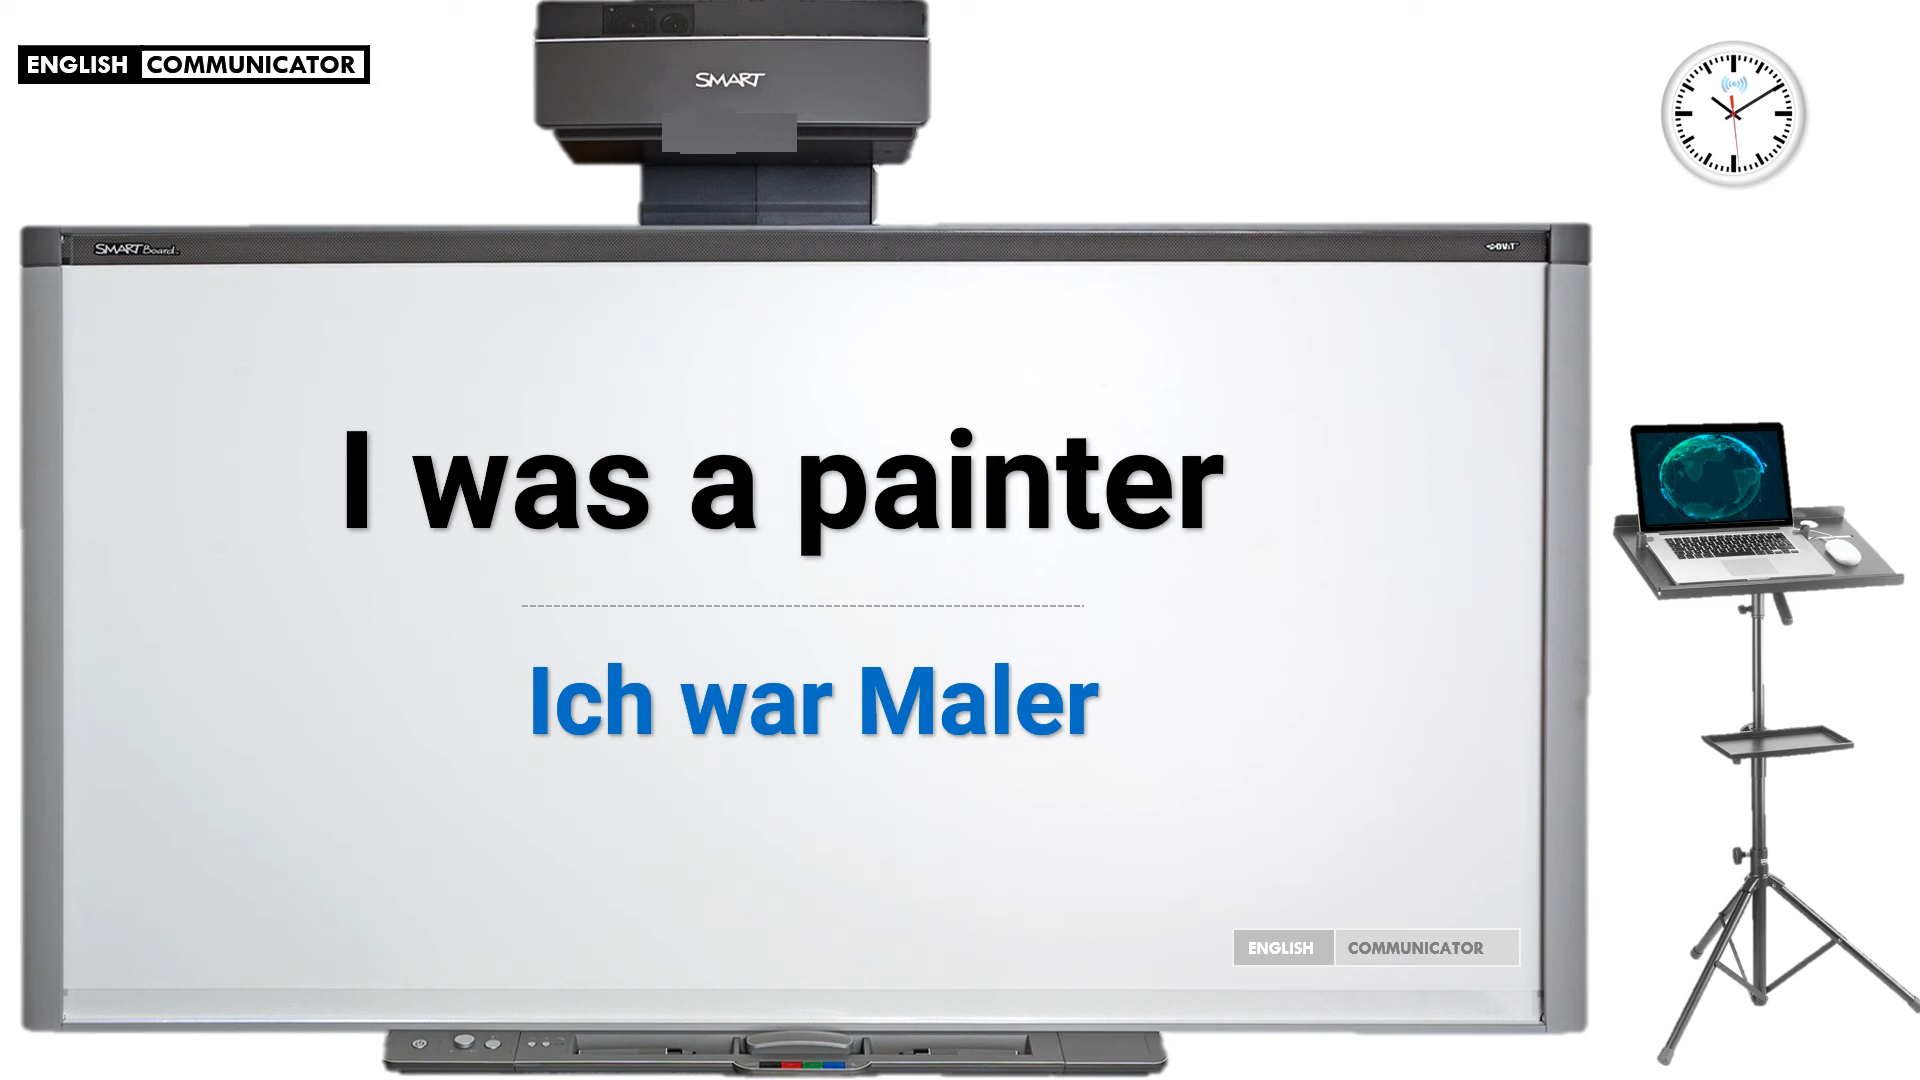 SMART
ENGLISH COMMUNICATOR
SMART Board
I was a painter
Ich war Maler
ENGLISH COMMUNICATOR